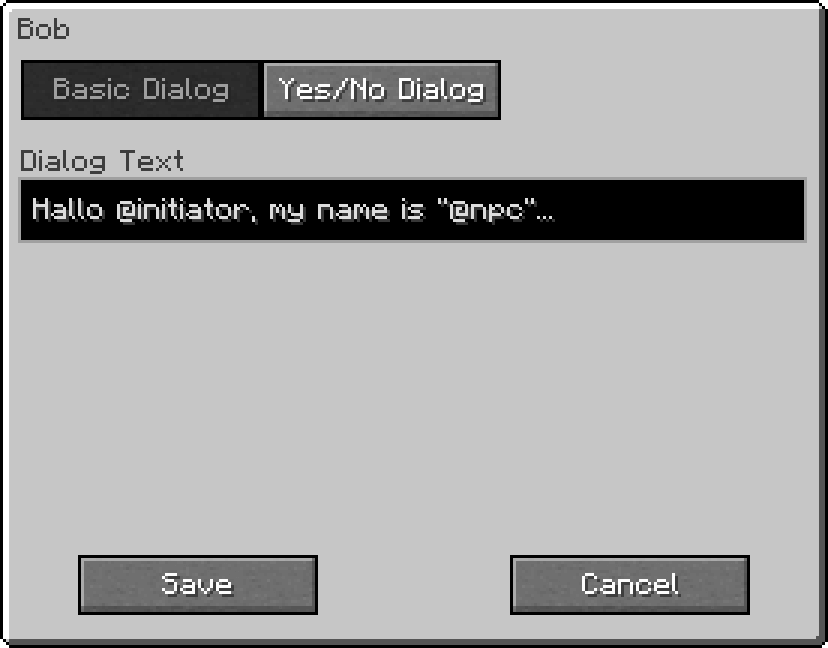 Bob
Basic Dialog Yes/No Dialog
Dialog Text
Hallo @initiator, my name is "@npc"...
Save Cancel